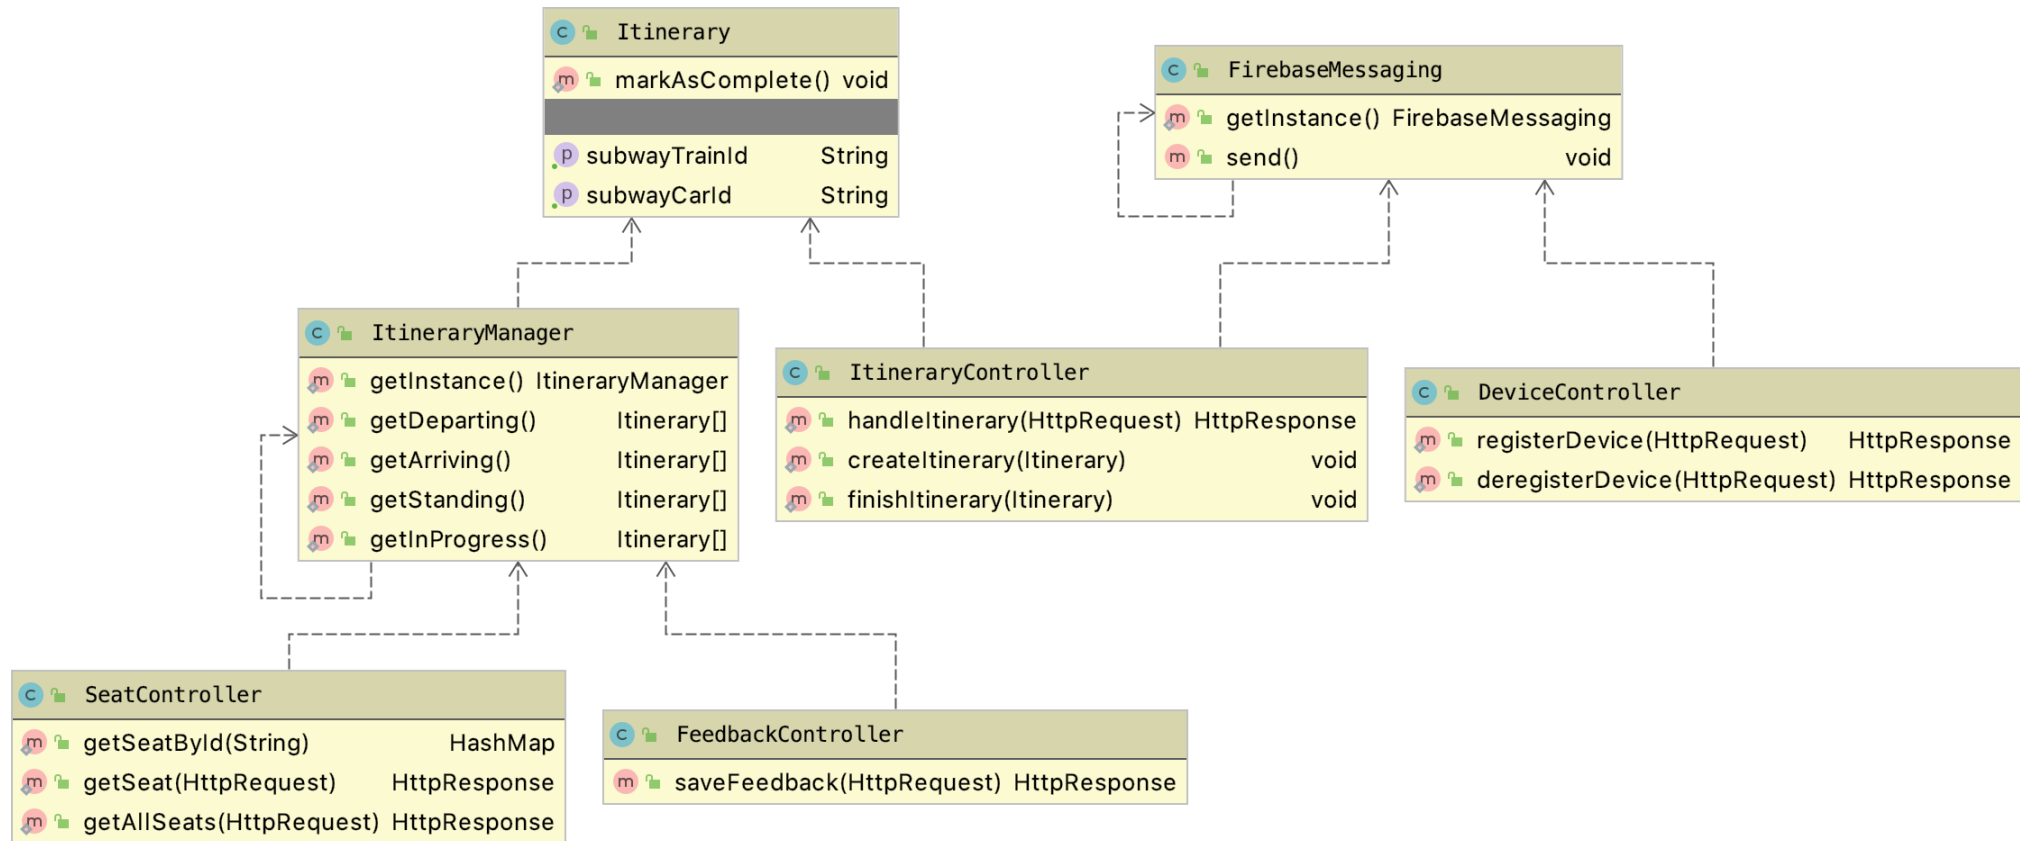 Itinerary
markAsComplete() void
subwayTrainId String
subwayCarId String
FirebaseMessaging
getInstance() FirebaseMessaging
send() void
ItineraryManager
getInstance() ItineraryManager
getDeparting() Itinerary[]
getArriving() Itinerary[]
getStanding() Itinerary[]
getInProgress() Itinerary[]
ItineraryController
handleItinerary(HttpRequest) HttpResponse
createItinerary(Itinerary) void
finishItinerary(Itinerary) void
DeviceController
registerDevice(HttpRequest) HttpResponse
deregisterDevice(HttpRequest) HttpResponse
SeatController
getSeatById(String) HashMap
getSeat(HttpRequest) HttpResponse
getAllSeats(HttpRequest) HttpResponse
FeedbackController
saveFeedback(HttpRequest) HttpResponse